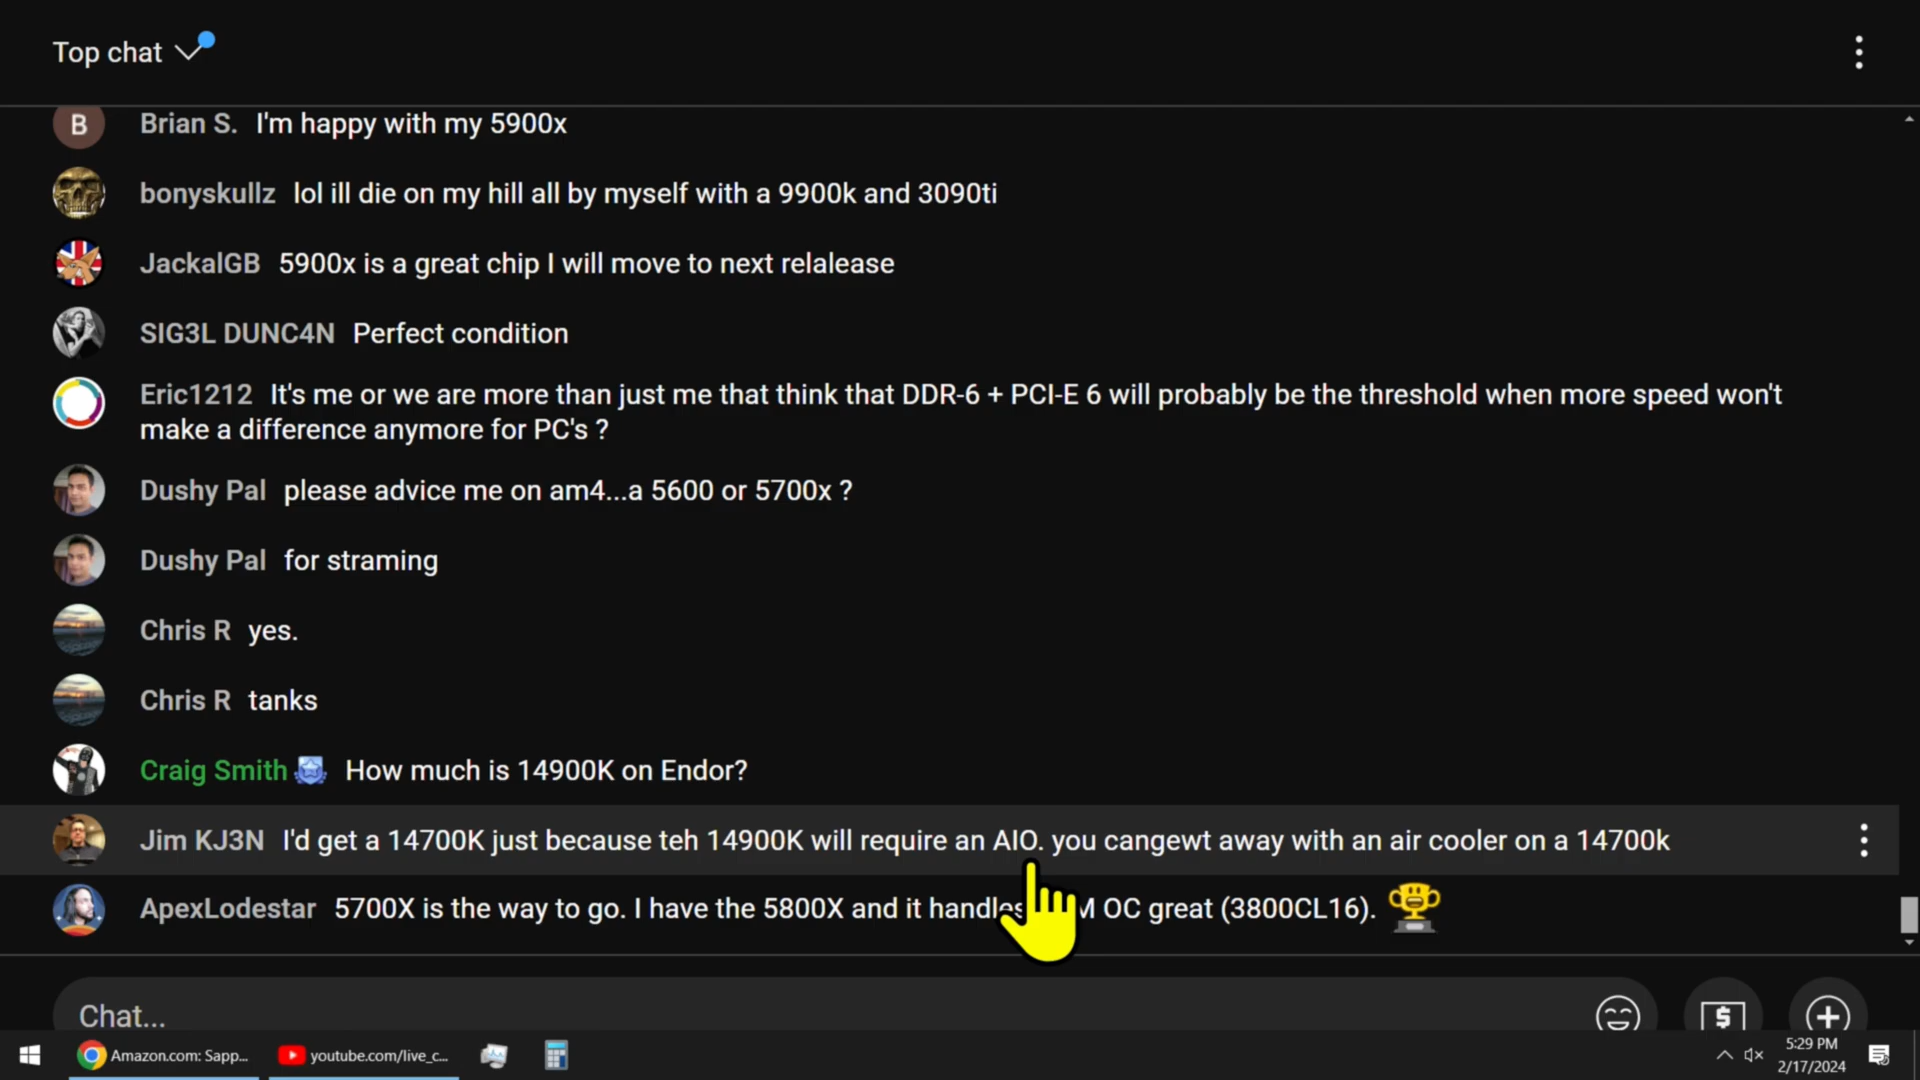 Top chat
B
Brian S. I'm happy with my 5900x
bonyskullz lol ill die on my hill all by myself with a 9900k and 3090ti
JackalGB 5900x is a great chip I will move to next relalease
SIG3L DUNC4N Perfect condition
Eric1212 It's me or we are more than just me that think that DDR-6 + PCI-E 6 will probably be the threshold when more speed won't
make a difference anymore for PC's ?
Dushy Pal please advice me on am4...a 5600 or 5700x ?
Dushy Pal for straming
Chris R yes.
Chris R tanks
Craig Smith How much is 14900K on Endor?
Jim KJ3N I'd get a 14700K just because teh 14900K will require an AIO. you cangewt away with an air cooler on a 14700k
ApexLodestar 5700X is the way to go. I have the 5800X and it handles OC great (3800CL16).
Chat...
$
Amazon.com: Sapp...
youtube.com/live_c...
5:29 PM
2/17/2024